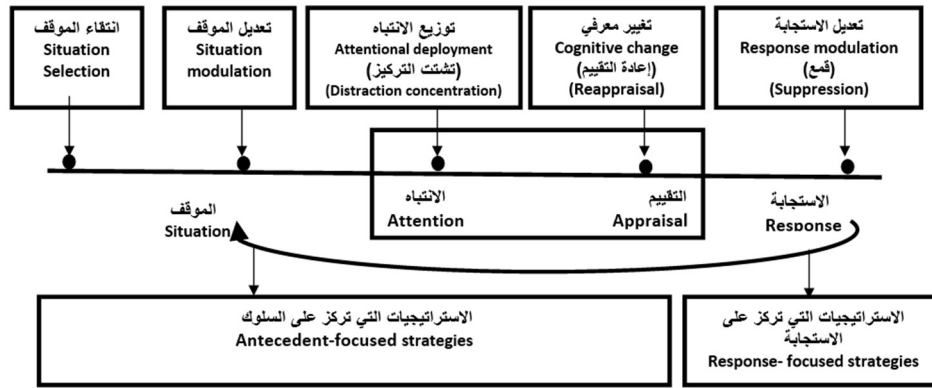 انتقاء الموقف
Situation
Selection
تعديل الموقف
Situation
modulation
توزيع الانتباه
Attentional deployment
(تشتت التركيز)
(Distraction concentration)
تغيير معرفي
Cognitive change
(إعادة التقييم)
(Reappraisal)
تعديل الاستجابة
Response modulation
(قمع)
(Suppression)
الموقف
Situation
الانتباه
Attention
التقييم
Appraisal
الاستجابة
Response
الاستراتيجيات التي تركز على السلوك
Antecedent-focused strategies
الاستراتيجيات التي تركز على
الاستجابة
Response- focused strategies